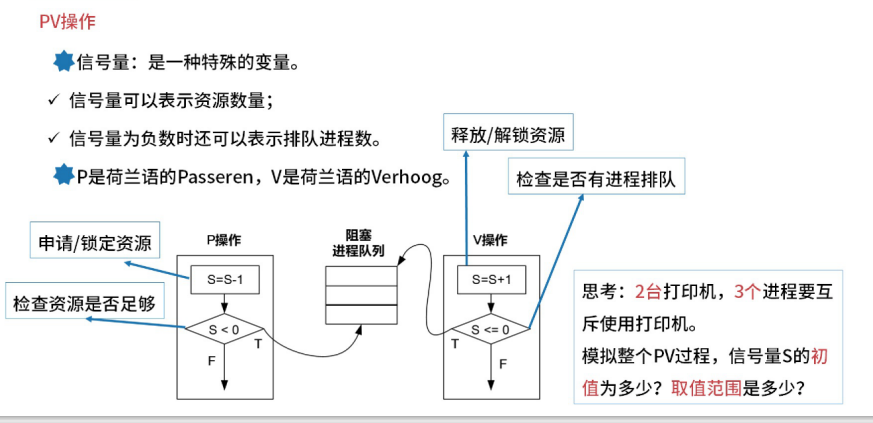 PV操作
信号量：是一种特殊的变量。
✓ 信号量可以表示资源数量；
✓ 信号量为负数时还可以表示排队进程数。
P是荷兰语的Passeren，V是荷兰语的Verhoog。
释放/解锁资源
检查是否有进程排队
申请/锁定资源
检查资源是否足够
P操作
S=S-1
S < 0
T
F
阻塞
进程队列
V操作
S=S+1
S <= 0
T
F
思考：2台打印机，3个进程要互
斥使用打印机。
模拟整个PV过程，信号量S的初
值为多少？取值范围是多少？